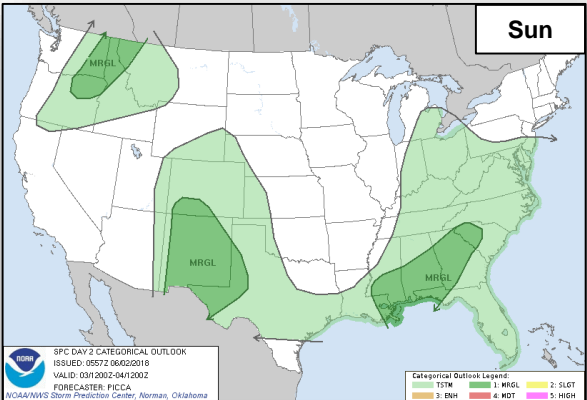 Sun
MRGL
MRGL
MRGL
SPC DAY 2 CATEGORICAL OUTLOOK
ISSUED: 0557Z 06/02/2018
VALID: 03/1200Z-04/1200Z
FORECASTER: PICCA
NOAA/NWS Storm Prediction Center, Norman, Oklahoma
NOAA
Categorical Outlook Legend:
TSTM 1: MRGL 2: SLGT
3: ENH 4: MDT 5: HIGH